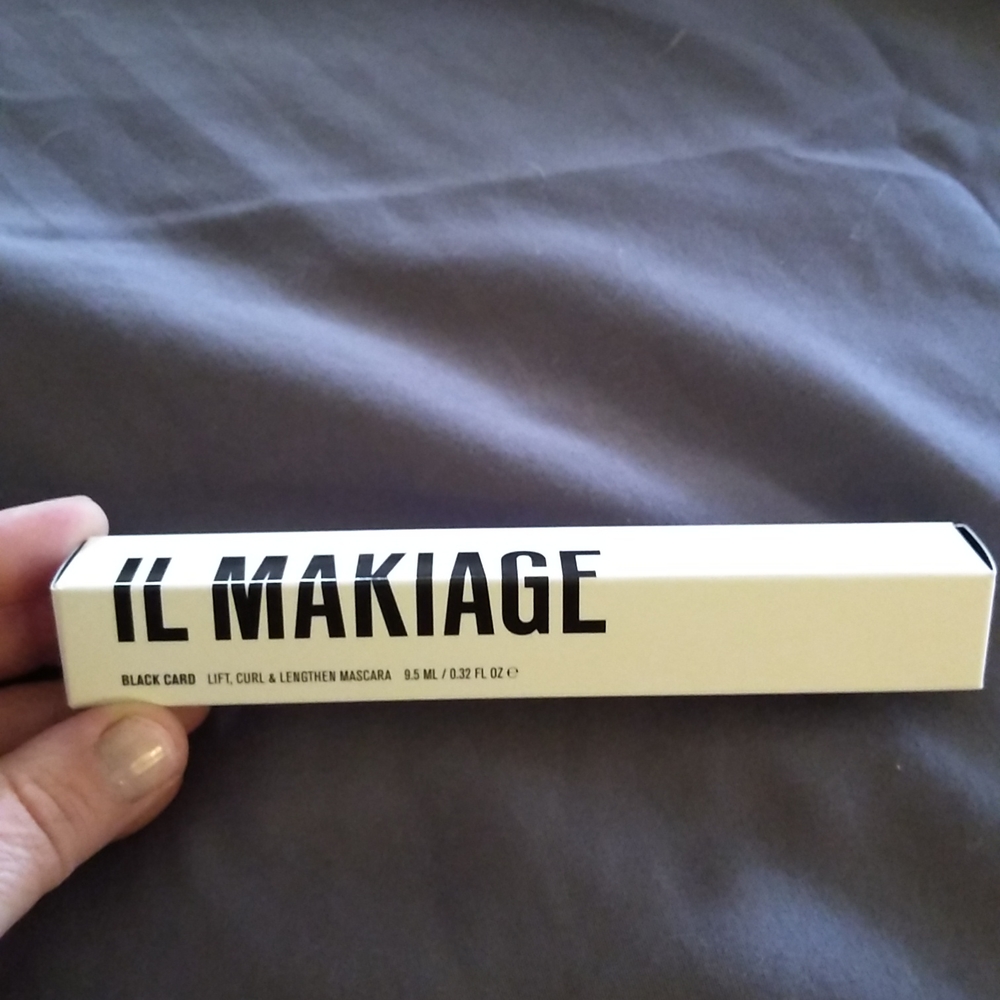 IL MAKIAGE
BLACK CARD LIFT, CURL & LENGTHEN MASCARA 9.5 ML / 0.32 FL OZ ℮